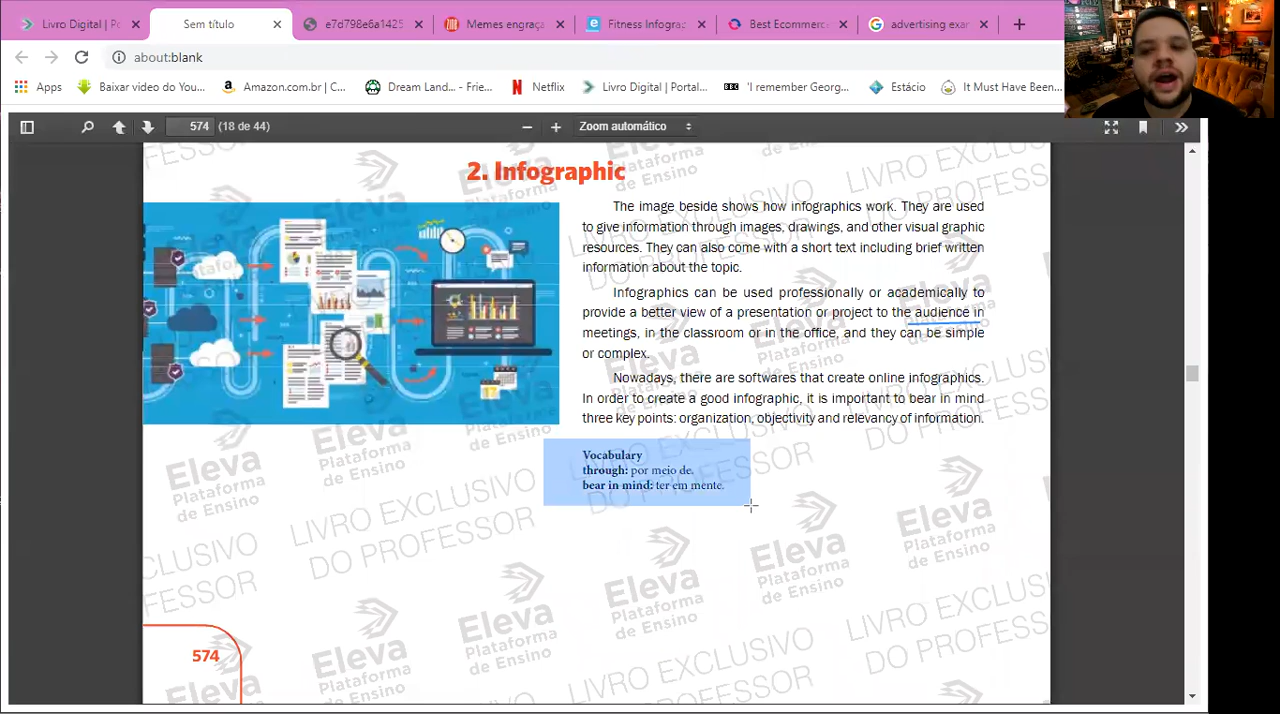 Livro Digital | Po
Sem título
e7d798e6a1425
Memes engraça
Fitness Infograp
Best Ecommerc
advertising exar
about:blank
Apps
Baixar video do You...
Amazon.com.br | C...
Dream Land... - Frie...
Netflix
Livro Digital | Portal...
BBC
'I remember Georg...
Estácio
It Must Have Been...
574 (18 de 44)
Zoom automático
2. Infographic
The image beside shows how infographics work. They are used
to give information through images, drawings, and other visual graphic
resources. They can also come with a short text including brief written
information about the topic.
Infographics can be used professionally or academically to
provide a better view of a presentation or project to the audience in
meetings, in the classroom or in the office, and they can be simple
or complex.
Nowadays, there are softwares that create online infographics.
In order to create a good infographic, it is important to bear in mind
three key points: organization, objectivity and relevancy of information.
Vocabulary
through: por meio de.
bear in mind: ter em mente.
574
Eleva
Plataforma
de Ensino
LIVRO EXCLUSIVO
DO PROFESSOR